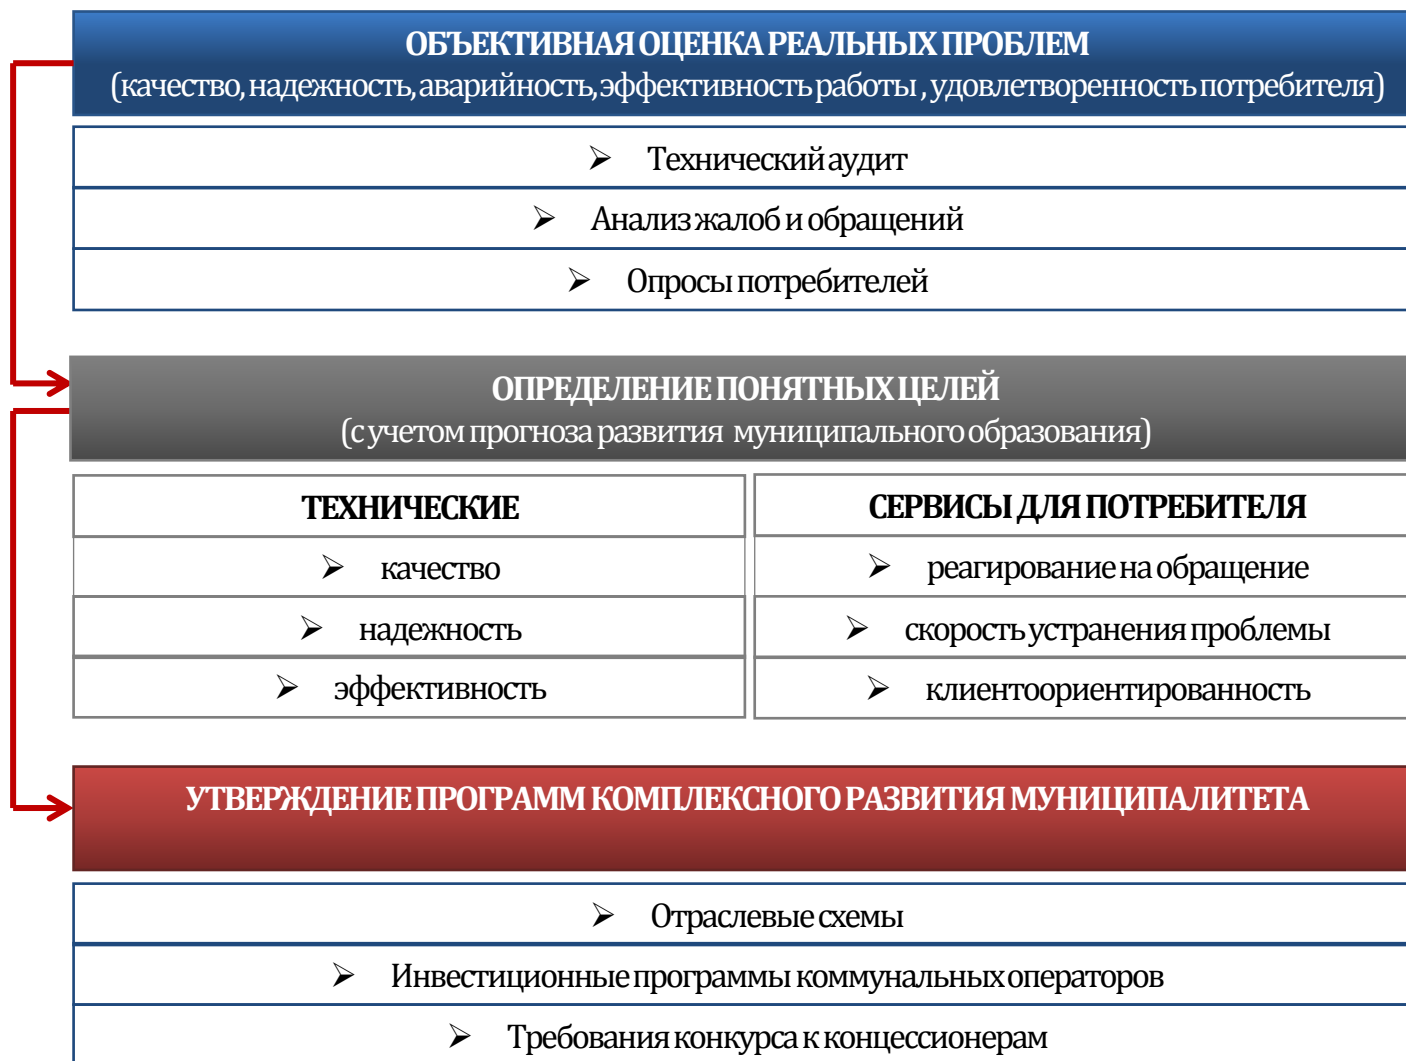 ОБЪЕКТИВНАЯ ОЦЕНКА РЕАЛЬНЫХ ПРОБЛЕМ
(качество, надежность, аварийность, эффективность работы , удовлетворенность потребителя)
➢ Технический аудит
➢ Анализ жалоб и обращений
➢ Опросы потребителей
ОПРЕДЕЛЕНИЕ ПОНЯТНЫХ ЦЕЛЕЙ
(с учетом прогноза развития муниципального образования)
ТЕХНИЧЕСКИЕ
➢ качество
➢ надежность
➢ эффективность
СЕРВИСЫ ДЛЯ ПОТРЕБИТЕЛЯ
➢ реагирование на обращение
➢ скорость устранения проблемы
➢ клиентоориентированность
УТВЕРЖДЕНИЕ ПРОГРАММ КОМПЛЕКСНОГО РАЗВИТИЯ МУНИЦИПАЛИТЕТА
➢ Отраслевые схемы
➢ Инвестиционные программы коммунальных операторов
➢ Требования конкурса к концессионерам